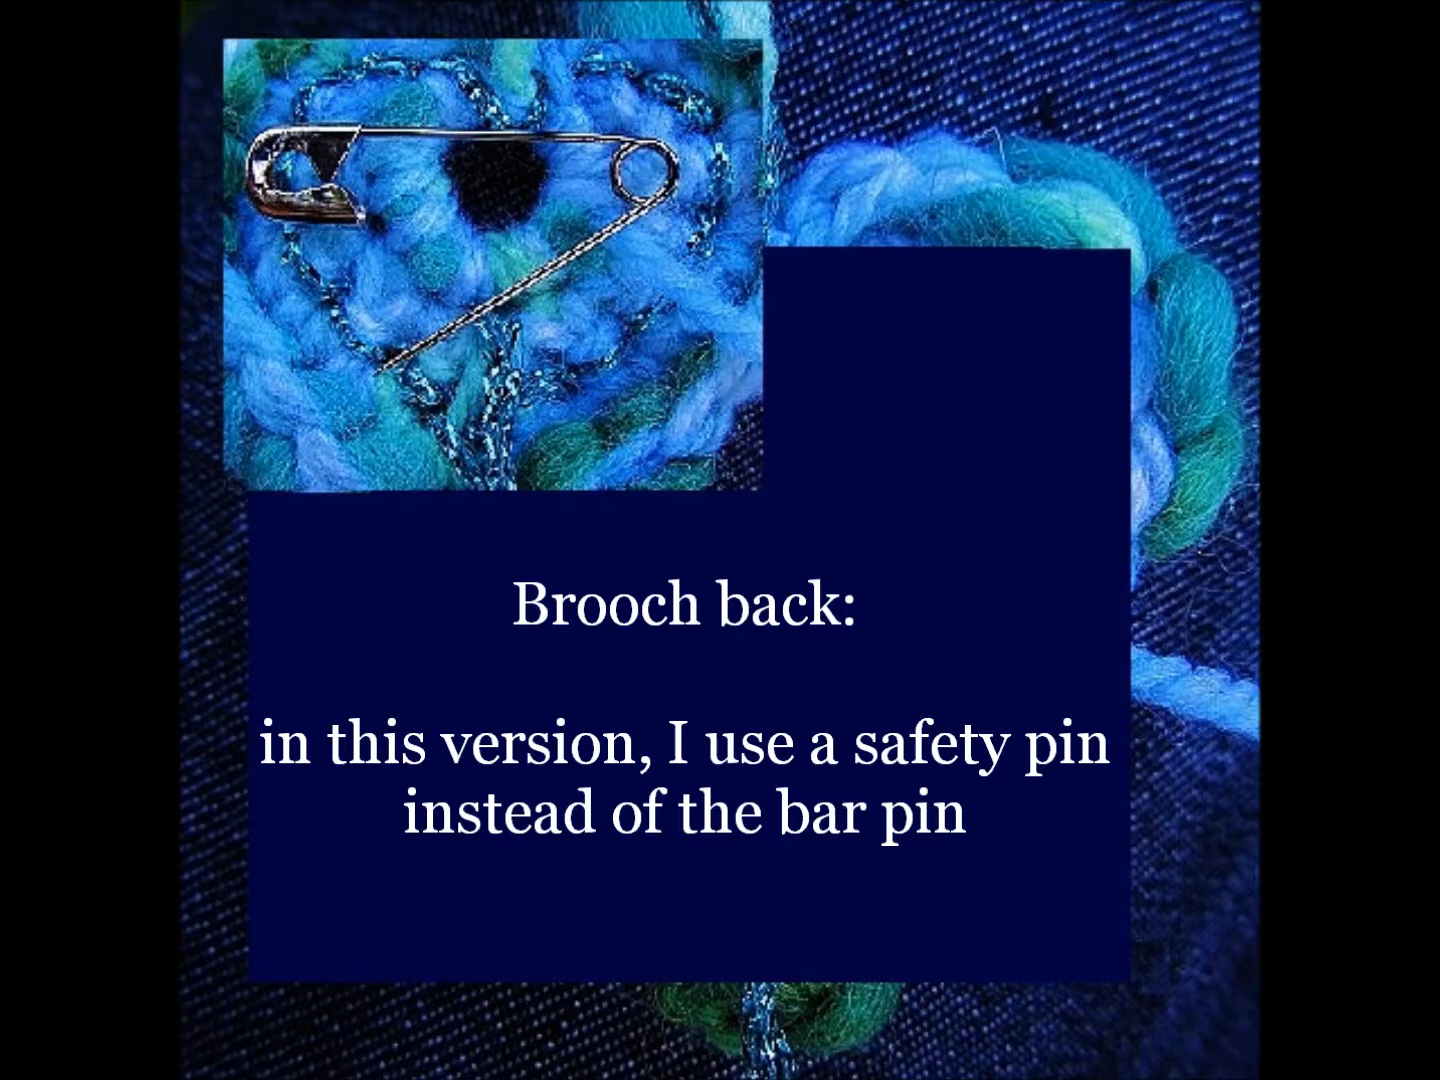 Brooch back:
in this version, I use a safety pin
instead of the bar pin